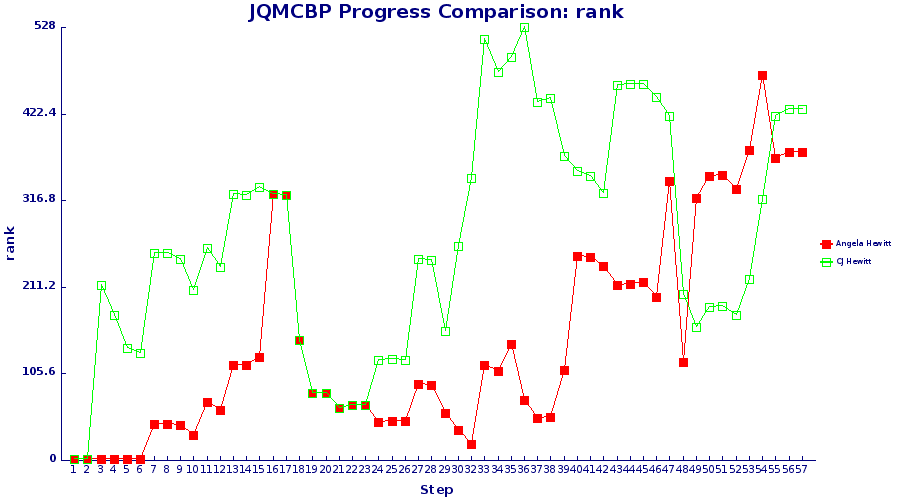 JQMCBP Progress Comparison: rank
528
422.4
316.8
211.2
105.6
0
rank
1 2 3 4 5 6 7 8 9 10 11 12 13 14 15 16 17 18 19 20 21 22 23 24 25 26 27 28 29 30 31 32 33 34 35 36 37 38 39 40 41 42 43 44 45 46 47 48 49 50 51 52 53 54 55 56 57
Step
Angela Hewitt
CJ Hewitt